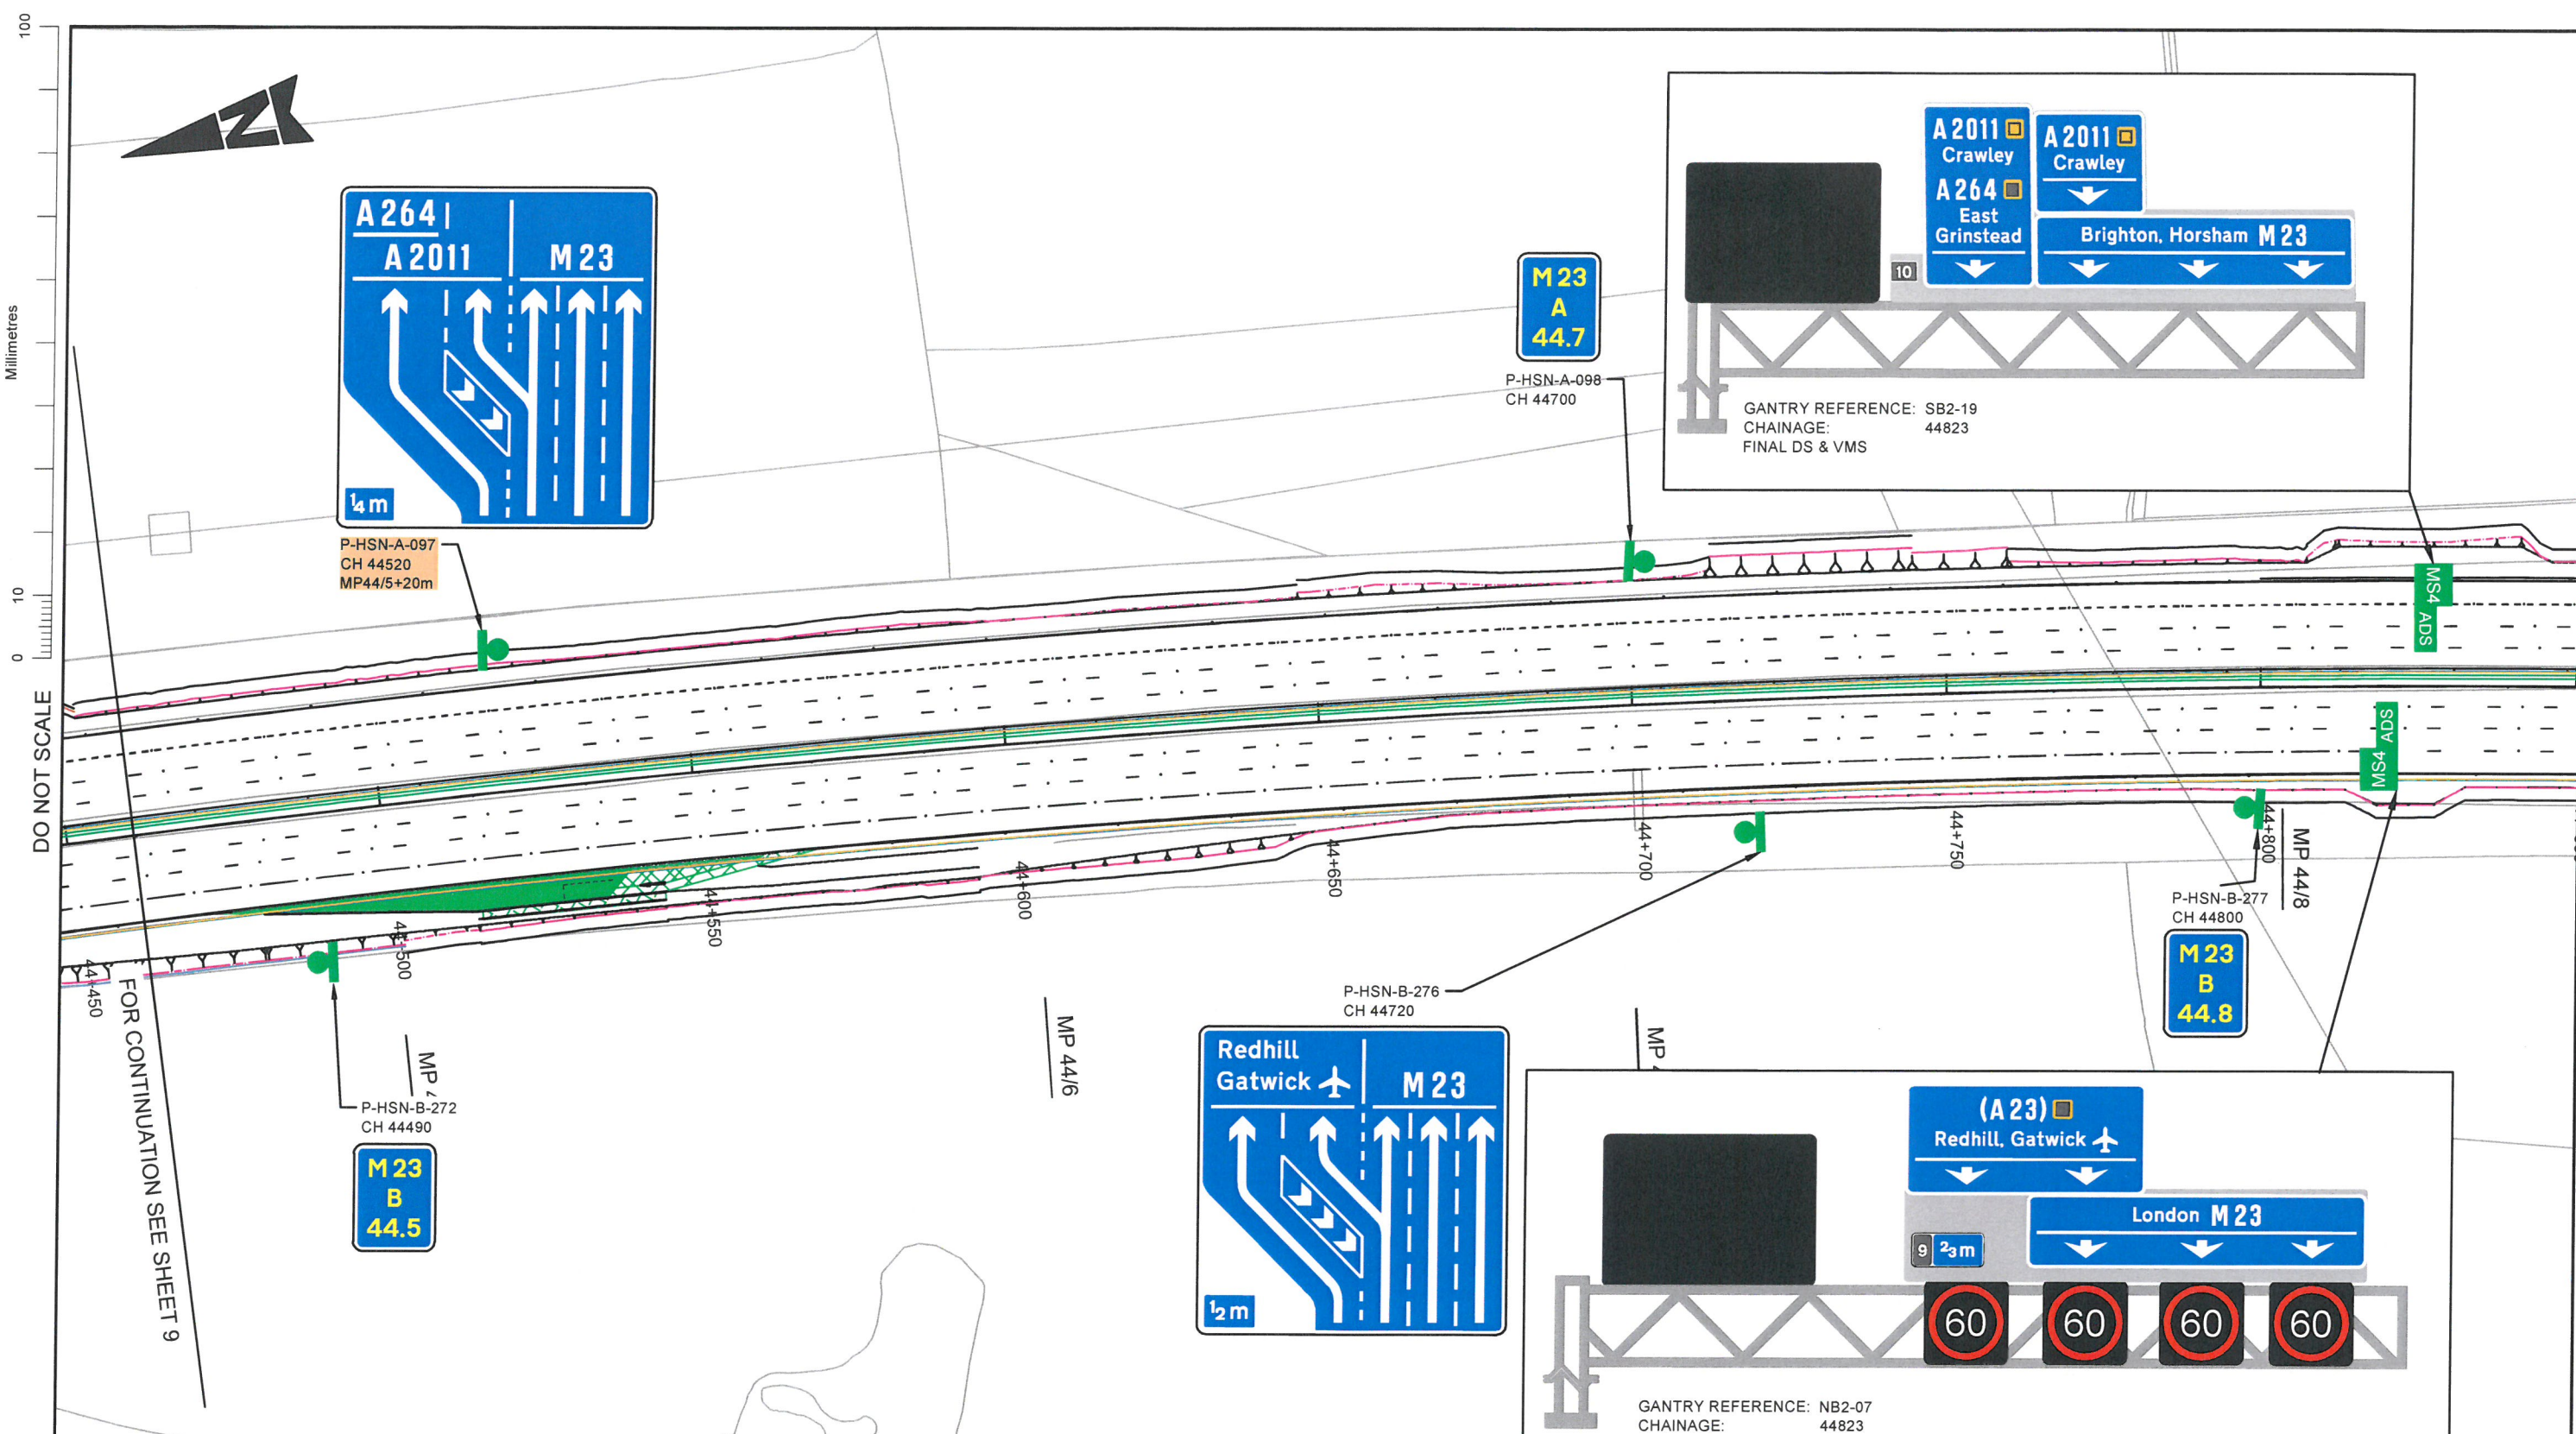 100
Millimetres
10
0
DO NOT SCALE
N
A264
A2011
M23
¼m
P-HSN-A-097
CH 44520
MP44/5+20m
M23
A
44.7
P-HSN-A-098
CH 44700
A2011
Crawley
A264
East
Grinstead
A2011
Crawley
Brighton, Horsham M23
10
GANTRY REFERENCE: SB2-19
CHAINAGE: 44823
FINAL DS & VMS
MS4
ADS
ADS
MS4
44+450
44+500
44+550
44+600
44+650
44+700
44+750
44+800
FOR CONTINUATION SEE SHEET 9
MP
P-HSN-B-272
CH 44490
M23
B
44.5
MP 44/6
MP
P-HSN-B-276
CH 44720
Redhill
Gatwick
M23
½m
MP 44/8
P-HSN-B-277
CH 44800
M23
B
44.8
(A23)
Redhill, Gatwick
London M23
9
⅔m
60
60
60
60
GANTRY REFERENCE: NB2-07
CHAINAGE: 44823